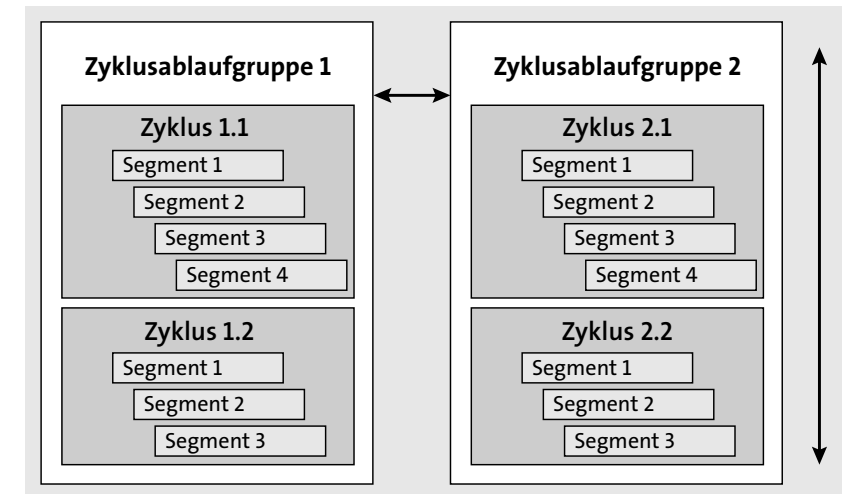 Zyklusablaufgruppe 1
Zyklus 1.1
Segment 1
Segment 2
Segment 3
Segment 4
Zyklus 1.2
Segment 1
Segment 2
Segment 3
Zyklusablaufgruppe 2
Zyklus 2.1
Segment 1
Segment 2
Segment 3
Segment 4
Zyklus 2.2
Segment 1
Segment 2
Segment 3